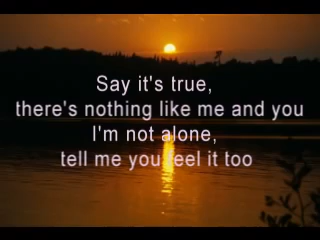 Say it's true,
there's nothing like me and you
I'm not alone,
tell me you feel it too